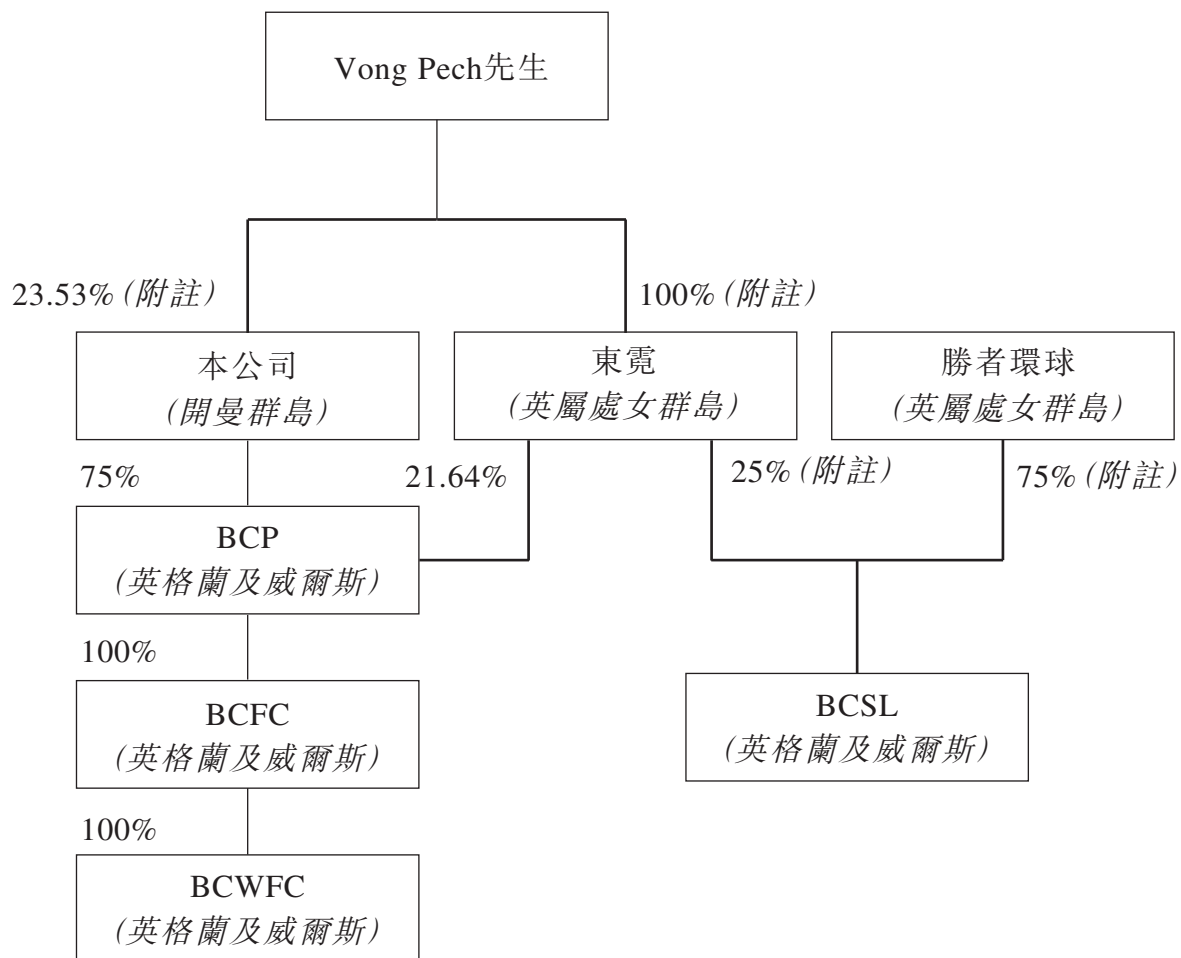 Vong Pech先生
23.53% (附註)
100% (附註)
本公司
(開曼群島)
東霓
(英屬處女群島)
勝者環球
(英屬處女群島)
75%
21.64%
25% (附註)
75% (附註)
BCP
(英格蘭及威爾斯)
100%
BCFC
(英格蘭及威爾斯)
BCSL
(英格蘭及威爾斯)
100%
BCWFC
(英格蘭及威爾斯)